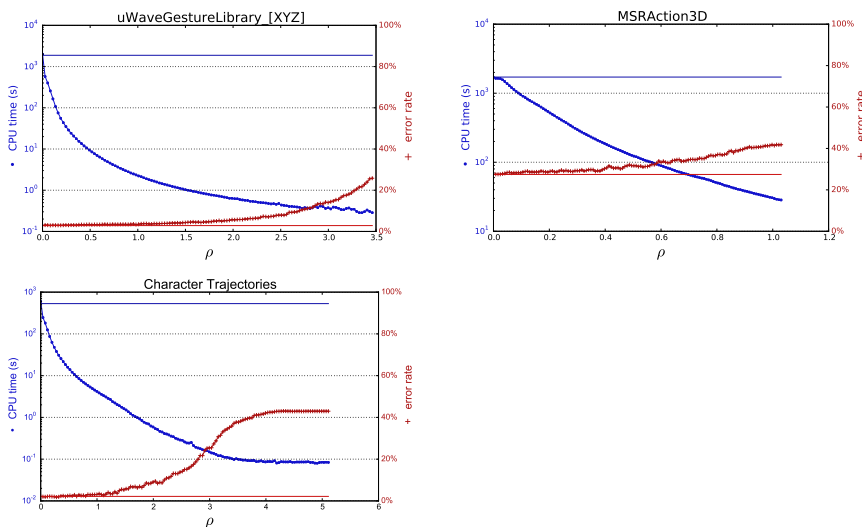 uWaveGestureLibrary_[XYZ]
10^4
10^3
10^2
10^1
10^0
10^-1
• CPU time (s)
100%
80%
60%
40%
20%
0%
+ error rate
0.0 0.5 1.0 1.5 2.0 2.5 3.0 3.5
ρ
MSRAction3D
10^4
10^3
10^2
10^1
• CPU time (s)
100%
80%
60%
40%
20%
0%
+ error rate
0.0 0.2 0.4 0.6 0.8 1.0 1.2
ρ
Character Trajectories
10^3
10^2
10^1
10^0
10^-1
10^-2
• CPU time (s)
100%
80%
60%
40%
20%
0%
+ error rate
0 1 2 3 4 5 6
ρ